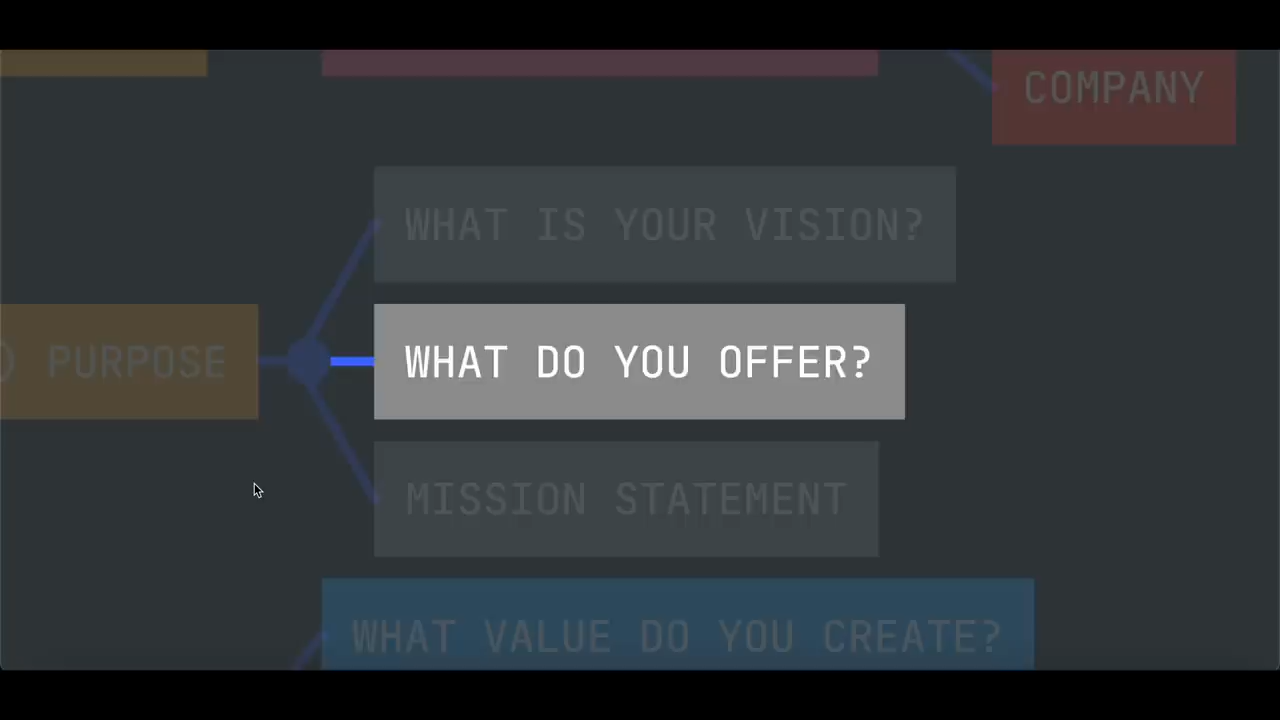 COMPANY
WHAT IS YOUR VISION?
WHAT DO YOU OFFER?
PURPOSE
MISSION STATEMENT
WHAT VALUE DO YOU CREATE?